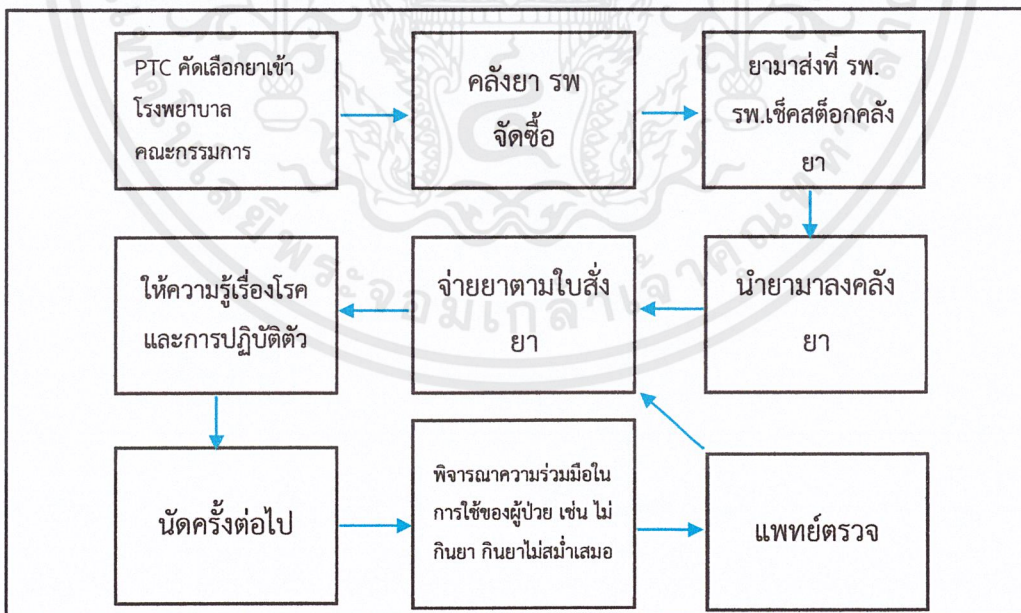 PTC คัดเลือกยาเข้า
โรงพยาบาล
คณะกรรมการ
คลังยา รพ
จัดซื้อ
ยามาส่งที่ รพ.
รพ.เช็คสต็อกคลัง
ยา
ให้ความรู้เรื่องโรค
และการปฏิบัติตัว
จ่ายยาตามใบสั่ง
ยา
นำยามาลงคลัง
ยา
นัดครั้งต่อไป
พิจารณาความร่วมมือใน
การใช้ของผู้ป่วย เช่น ไม่
กินยา กินยาไม่สม่ำเสมอ
แพทย์ตรวจ